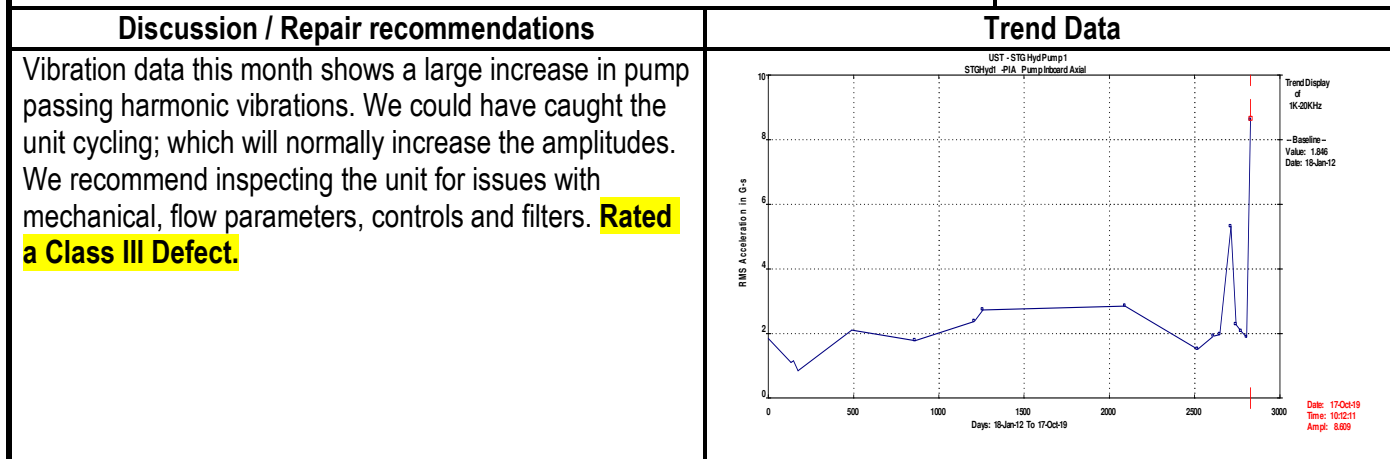 Discussion / Repair recommendations
Trend Data
Vibration data this month shows a large increase in pump
passing harmonic vibrations. We could have caught the
unit cycling; which will normally increase the amplitudes.
We recommend inspecting the unit for issues with
mechanical, flow parameters, controls and filters. Rated
a Class III Defect.
UST - STG Hyd Pump 1
STGHyd1 -PIA Pump Inboard Axial
Trend Display
of
1K-20KHz
-- Baseline --
Value: 1.846
Date: 18-Jan-12
RMS Acceleration in G-s
10
8
6
4
2
0
0 500 1000 1500 2000 2500 3000
Days: 18-Jan-12 To 17-Oct-19
Date: 17-Oct-19
Time: 10:12:11
Ampl: 8.609